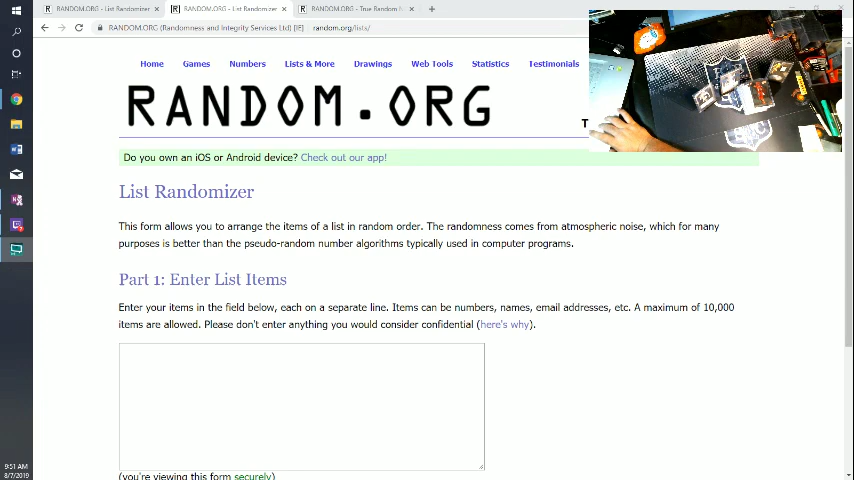 RANDOM.ORG - List Randomizer
RANDOM.ORG - List Randomizer
RANDOM.ORG - True Random N
RANDOM.ORG (Randomness and Integrity Services Ltd) [IE]
random.org/lists/
Home Games Numbers Lists & More Drawings Web Tools Statistics Testimonials
RANDOM.ORG
T
Do you own an iOS or Android device? Check out our app!
List Randomizer
This form allows you to arrange the items of a list in random order. The randomness comes from atmospheric noise, which for many
purposes is better than the pseudo-random number algorithms typically used in computer programs.
Part 1: Enter List Items
Enter your items in the field below, each on a separate line. Items can be numbers, names, email addresses, etc. A maximum of 10,000
items are allowed. Please don't enter anything you would consider confidential (here's why).
(you're viewing this form securely)
9:51 AM
8/7/2019